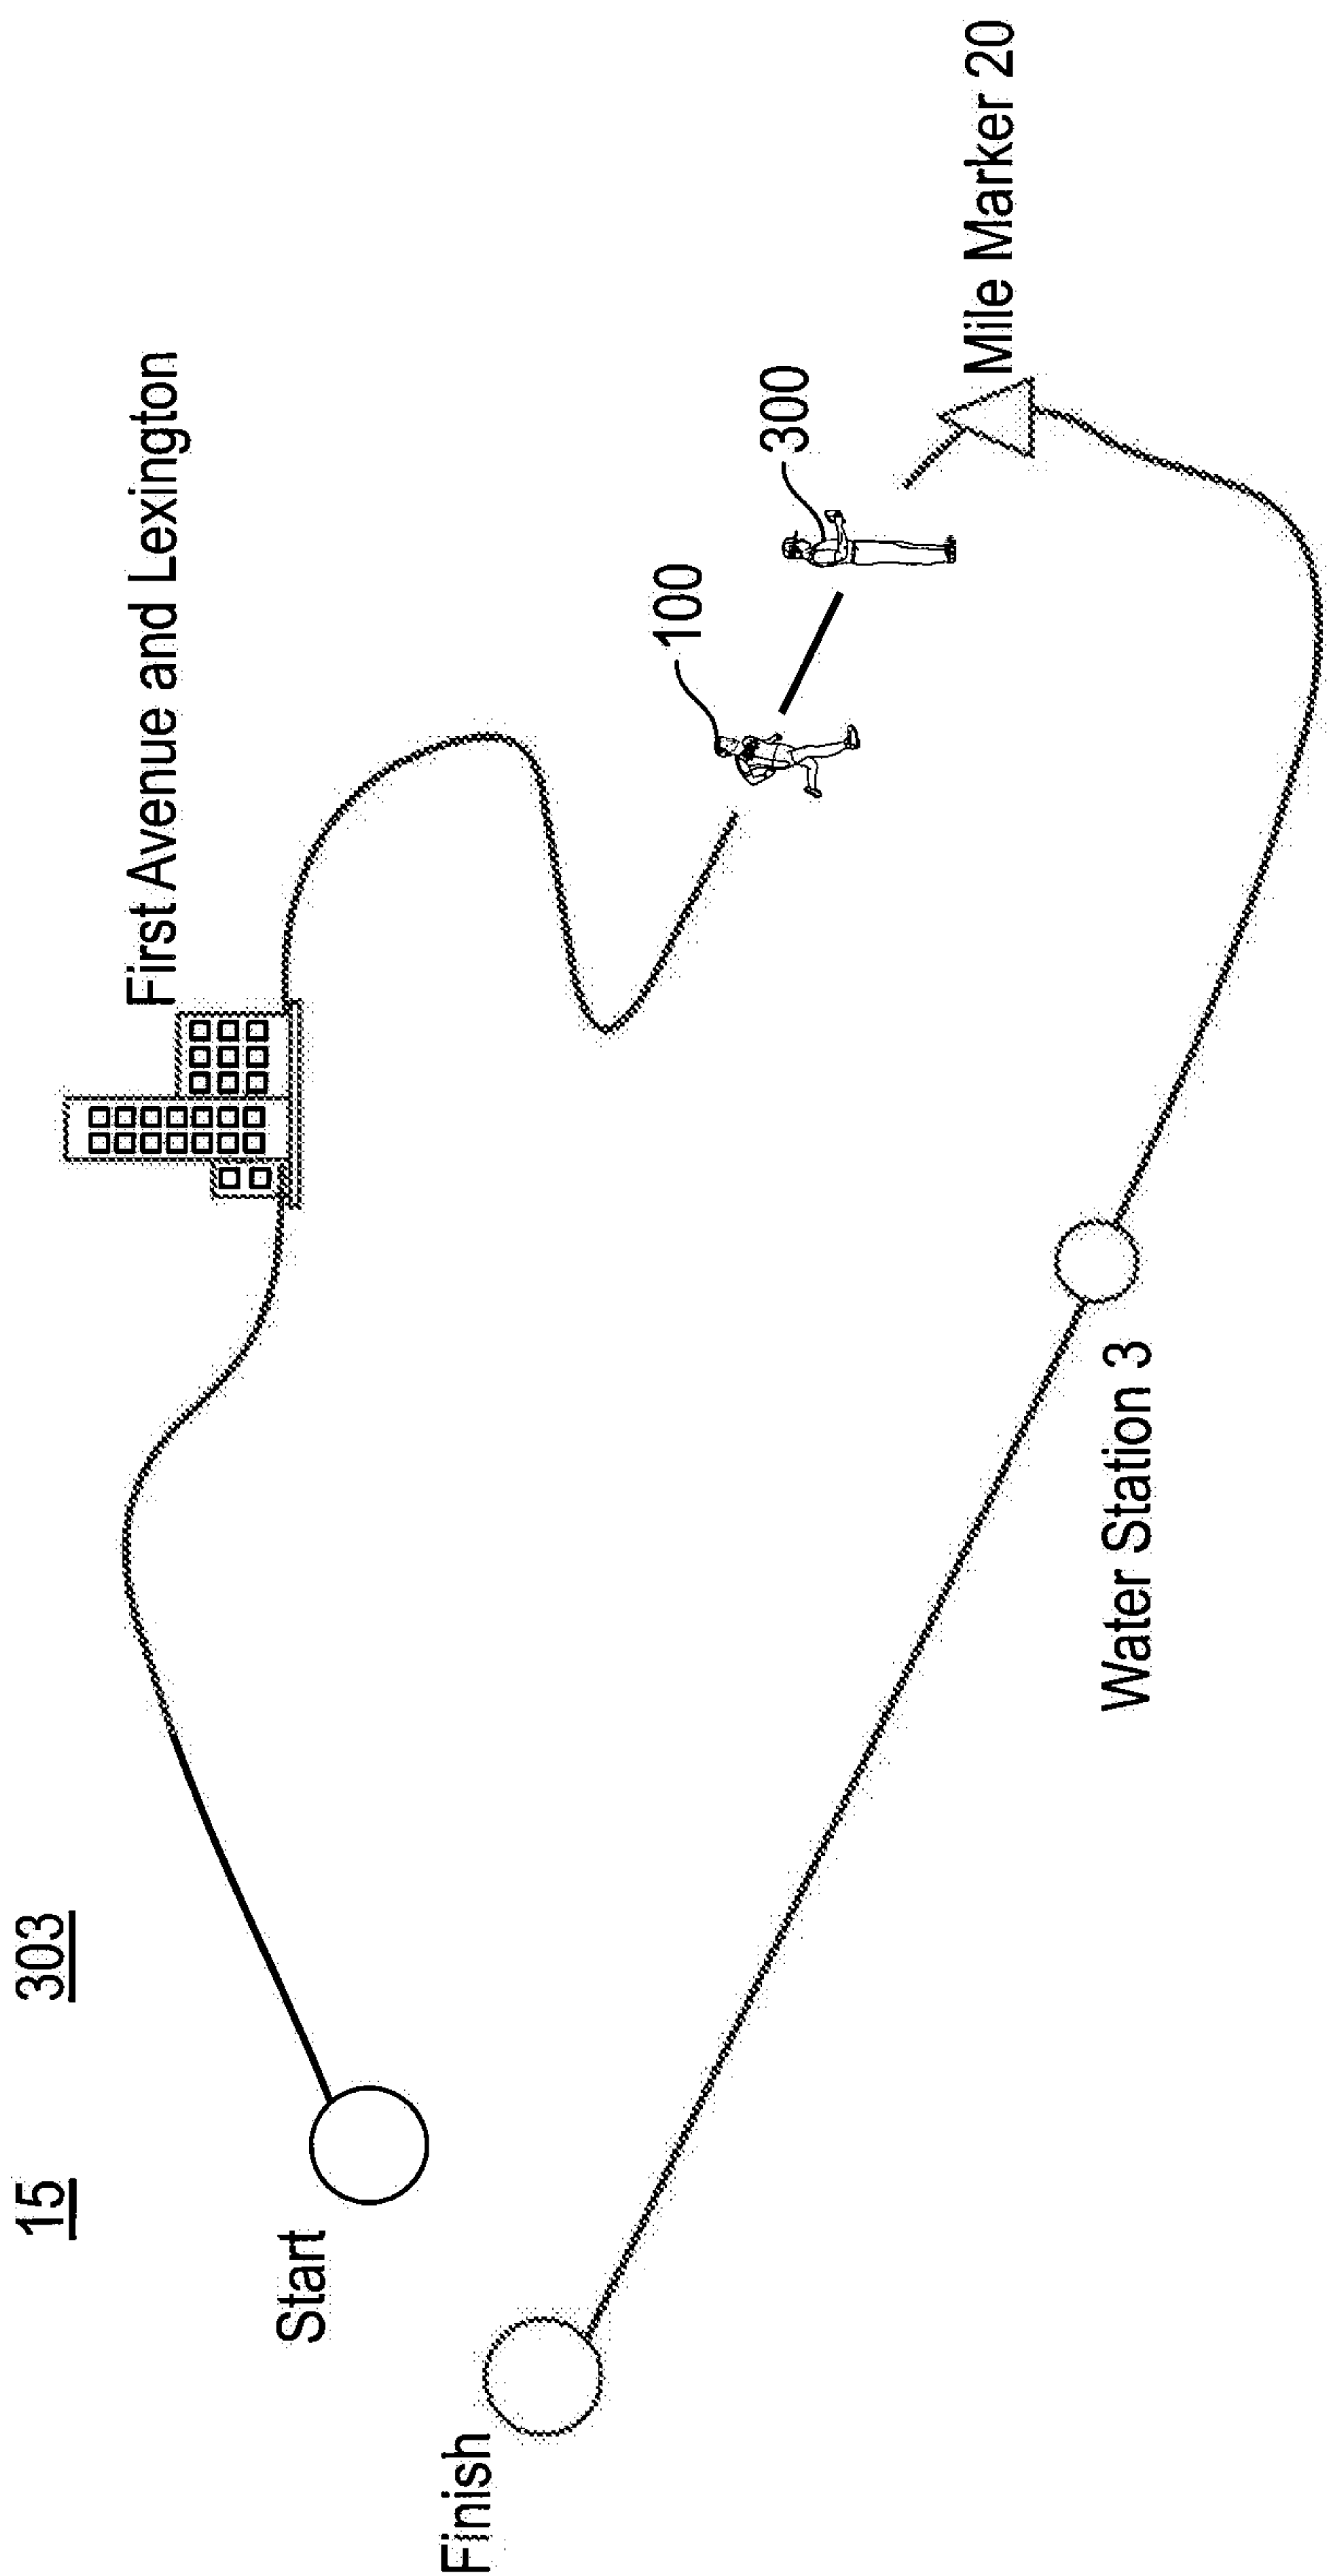 15
303
First Avenue and Lexington
Start
100
300
Finish
Mile Marker 20
Water Station 3